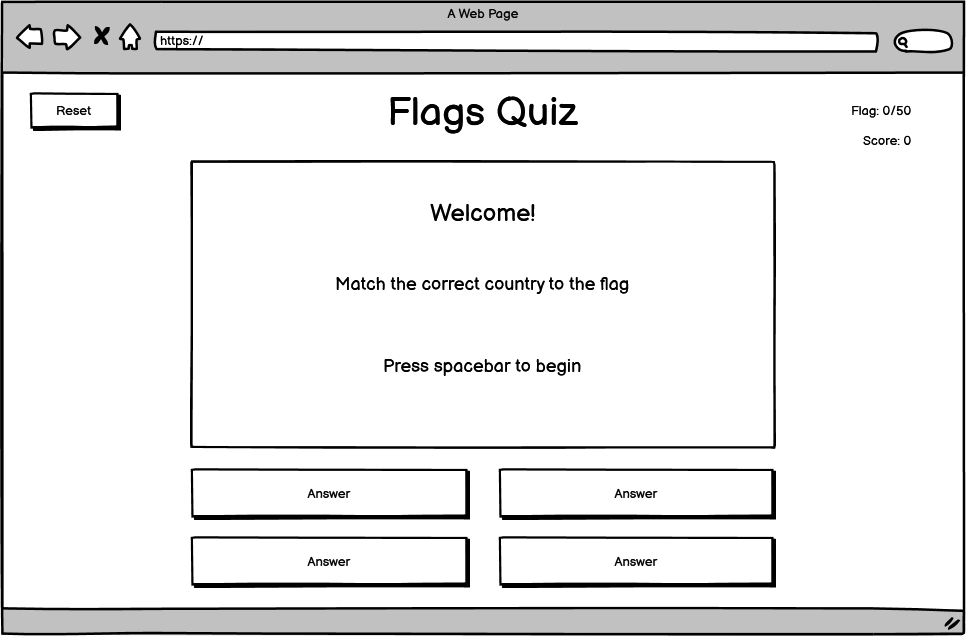 A Web Page
https://
Reset
Flags Quiz
Flag: 0/50
Score: 0
Welcome!
Match the correct country to the flag
Press spacebar to begin
Answer
Answer
Answer
Answer